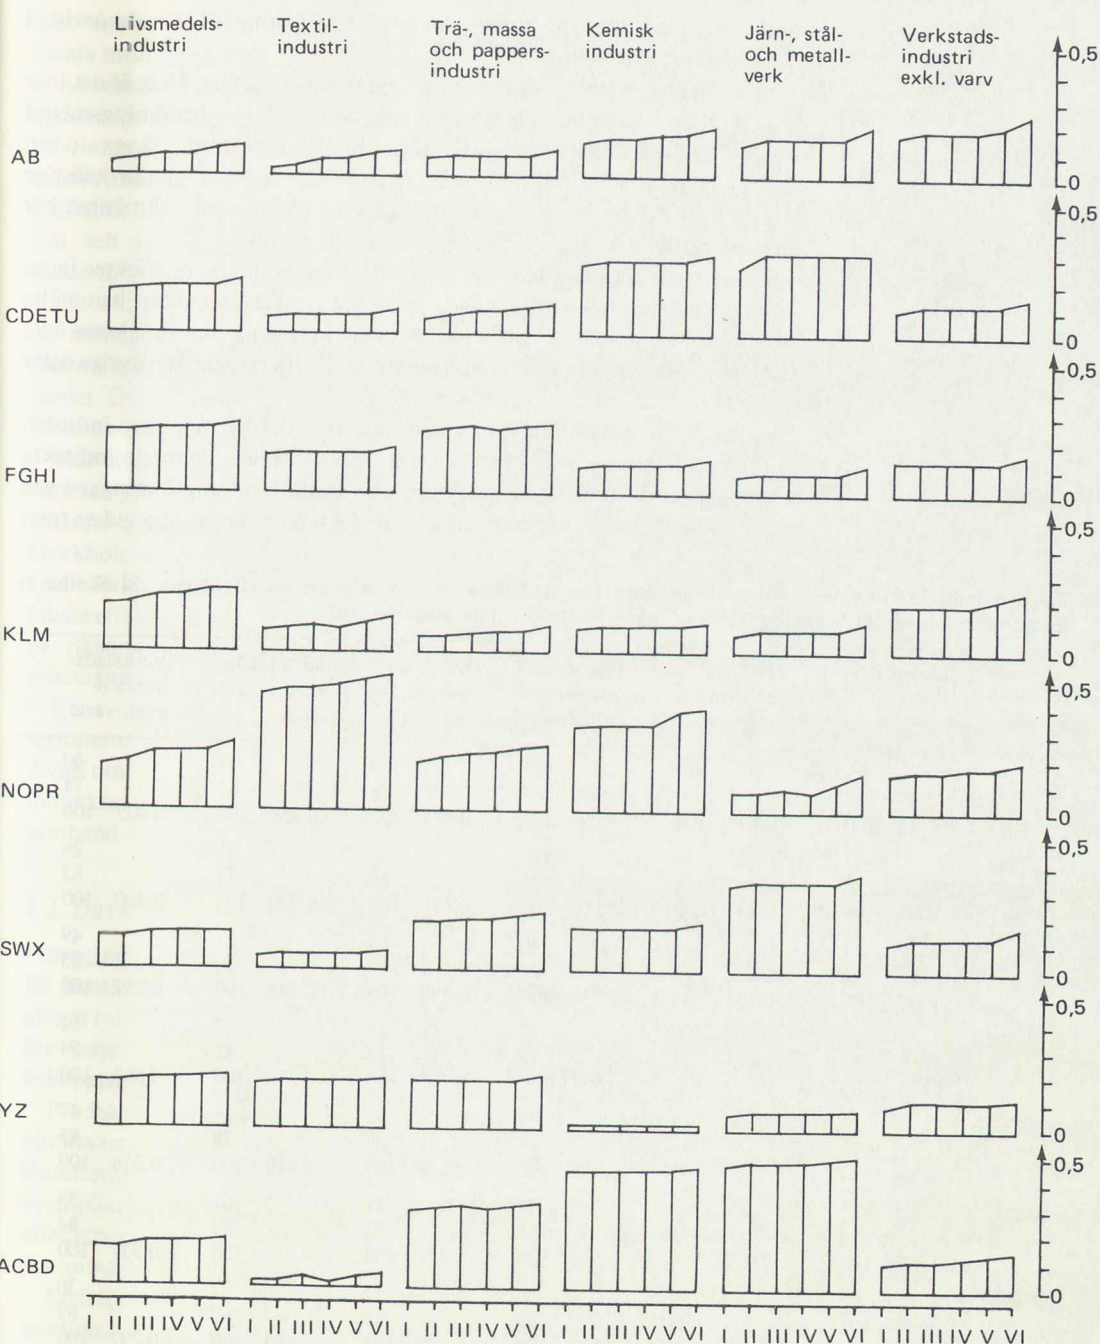 Livsmedels-
industri
Textil-
industri
Trä-, massa
och pappers-
industri
Kemisk
industri
Järn-, stål-
och metall-
verk
Verkstads-
industri
exkl. varv
0,5
AB
0
0,5
CDETU
0
0,5
FGHI
0
0,5
KLM
0
0,5
NOPR
0
0,5
SWX
0
0,5
YZ
0
0,5
ACBD
0
I II III IV V VI I II III IV V VI I II III IV V VI I II III IV V VI I II III IV V VI I II III IV V VI